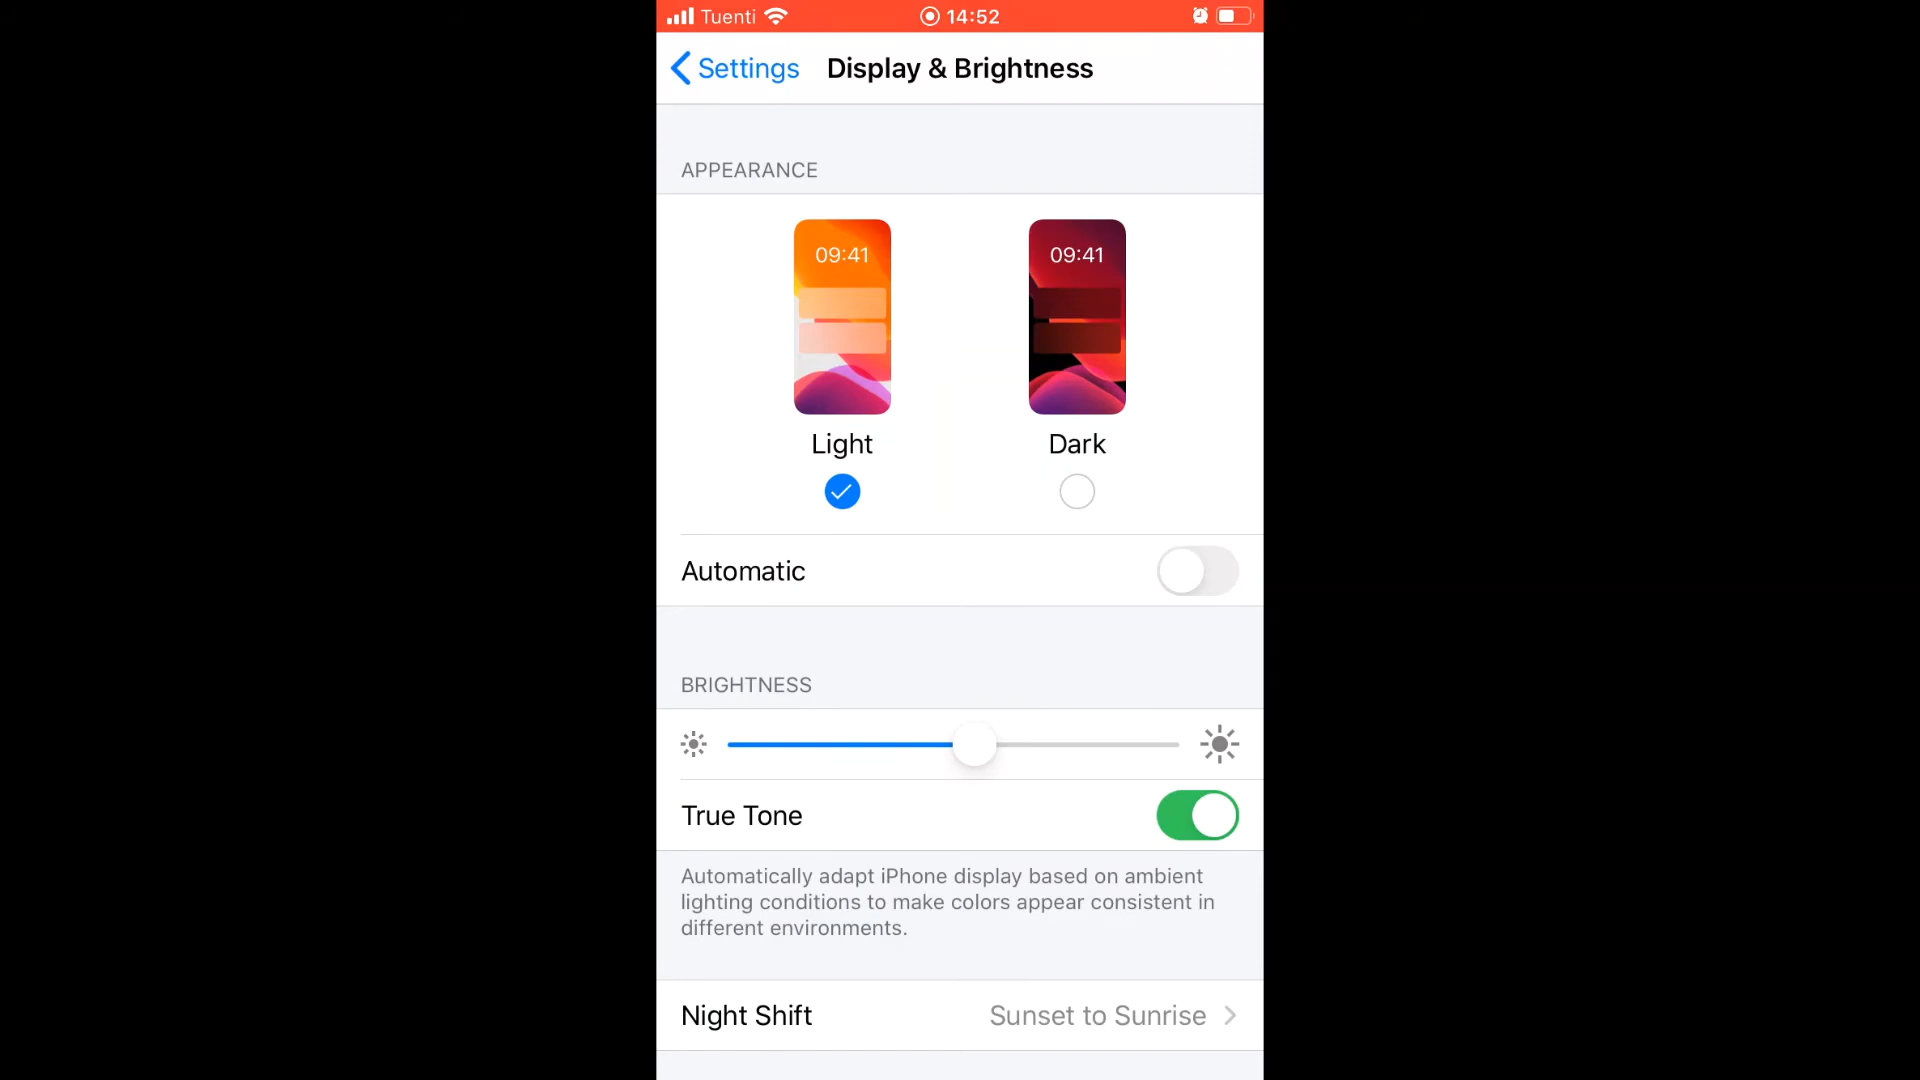 Tuenti 14:52
Settings Display & Brightness
APPEARANCE
09:41 09:41
Light Dark
Automatic
BRIGHTNESS
True Tone
Automatically adapt iPhone display based on ambient
lighting conditions to make colors appear consistent in
different environments.
Night Shift Sunset to Sunrise